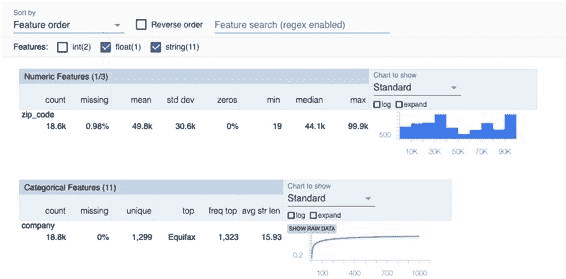 Sort by
Feature order
Reverse order
Feature search (regex enabled)
Features: int(2) float(1) string(11)
Numeric Features (1/3)
Chart to show
Standard
count missing mean std dev zeros min median max
log expand
zip_code
18.6k 0.98% 49.8k 30.6k 0% 19 44.1k 99.9k
500
10K 30K 50K 70K 90K
Categorical Features (11)
Chart to show
Standard
count missing unique top freq top avg str len
log expand
company
SHOW RAW DATA
18.8k 0% 1,299 Equifax 1,323 15.93
0.2
100 400 700 1000